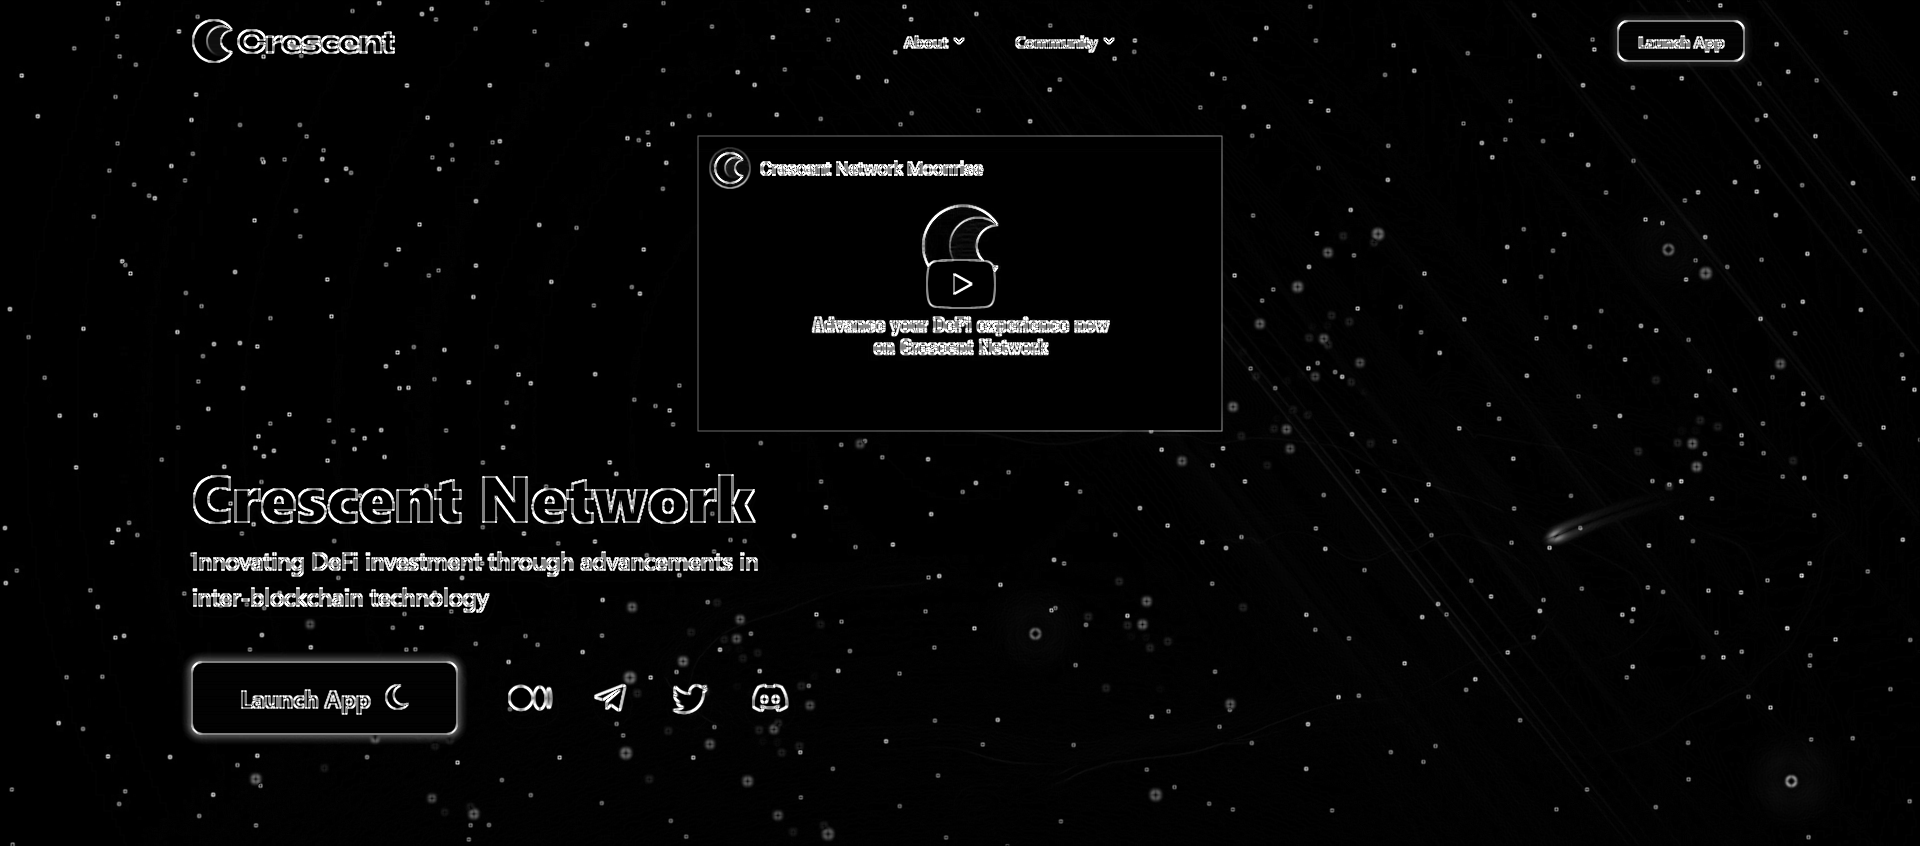 Crescent
About
Community
Launch App
Crescent Network Moonrise
Advance your DeFi experience now
on Crescent Network
Crescent Network
Innovating DeFi investment through advancements in
inter-blockchain technology
Launch App